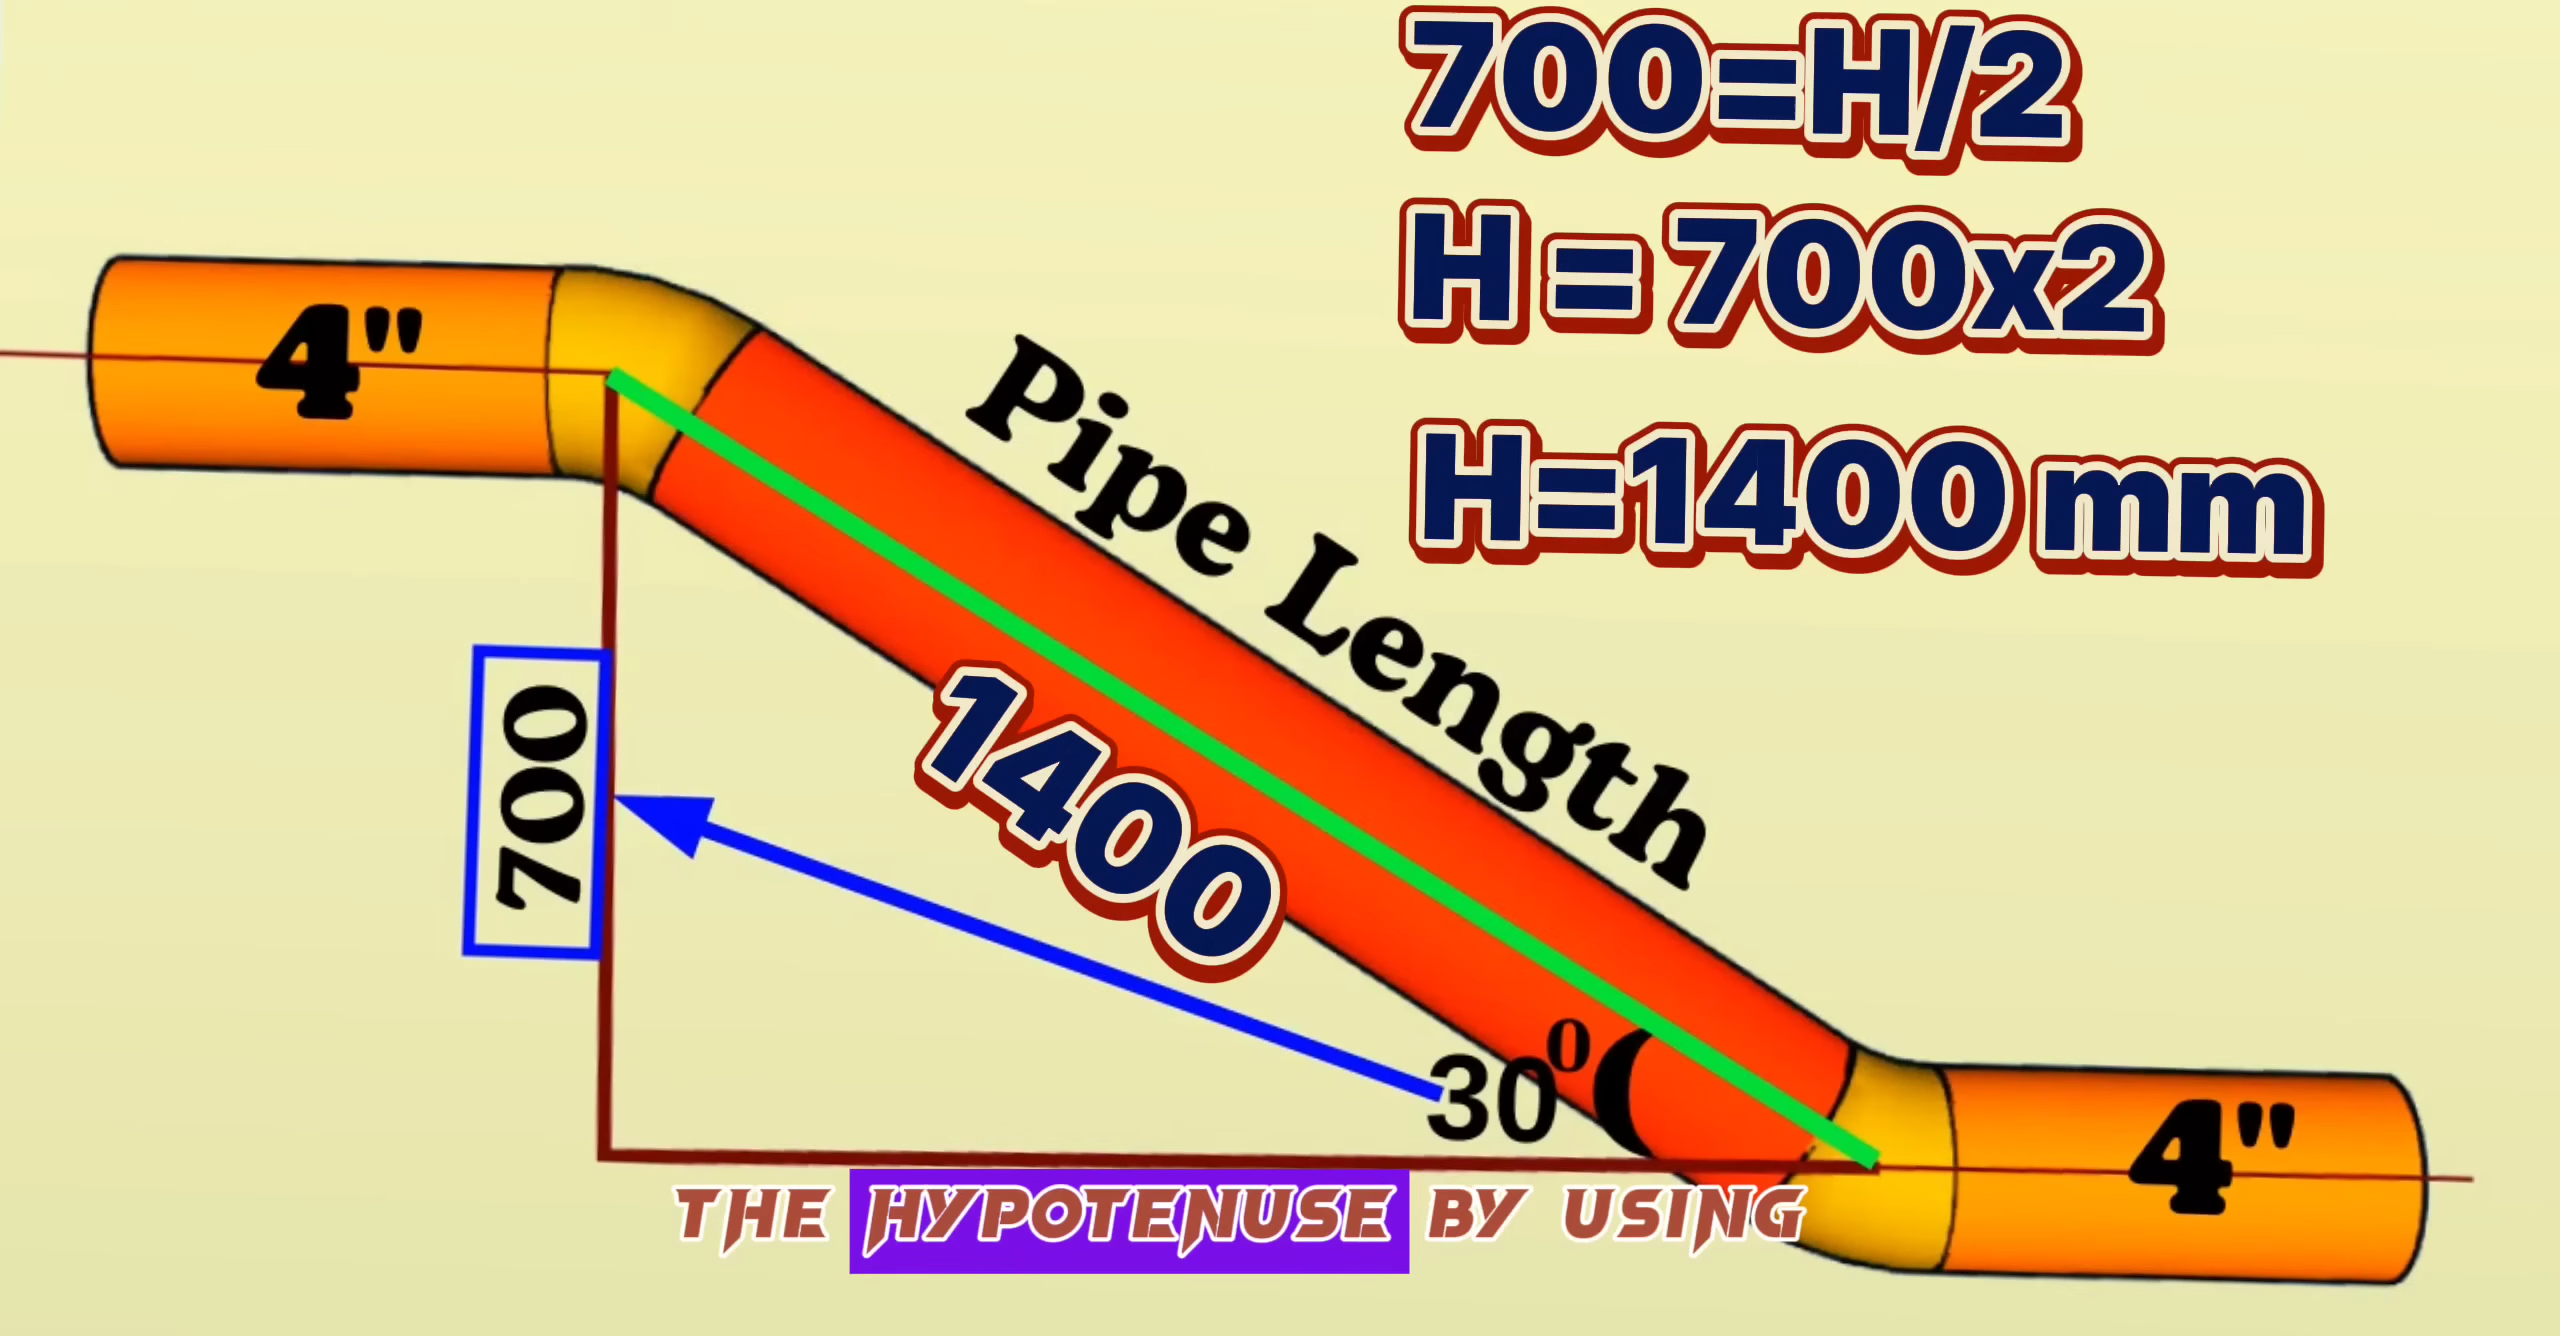 700=H/2
H = 700x2
H=1400 mm
4"
Pipe Length
700
1400
30⁰
4"
THE HYPOTENUSE BY USING